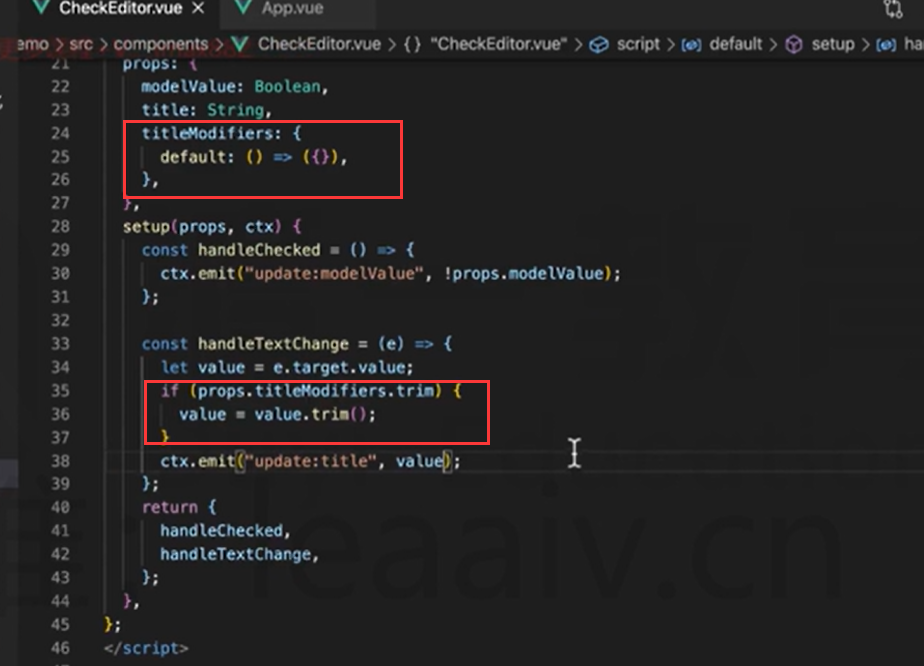 CheckEditor.vue ×
App.vue
emo > src > components > CheckEditor.vue > {} "CheckEditor.vue" > script > default > setup > ha
21 props: {
22 modelValue: Boolean,
23 title: String,
24 titleModifiers: {
25 default: () => ({}),
26 },
27 },
28 setup(props, ctx) {
29 const handleChecked = () => {
30 ctx.emit("update:modelValue", !props.modelValue);
31 };
32
33 const handleTextChange = (e) => {
34 let value = e.target.value;
35 if (props.titleModifiers.trim) {
36 value = value.trim();
37 }
38 ctx.emit("update:title", value);
39 };
40 return {
41 handleChecked,
42 handleTextChange,
43 };
44 },
45 };
46 </script>